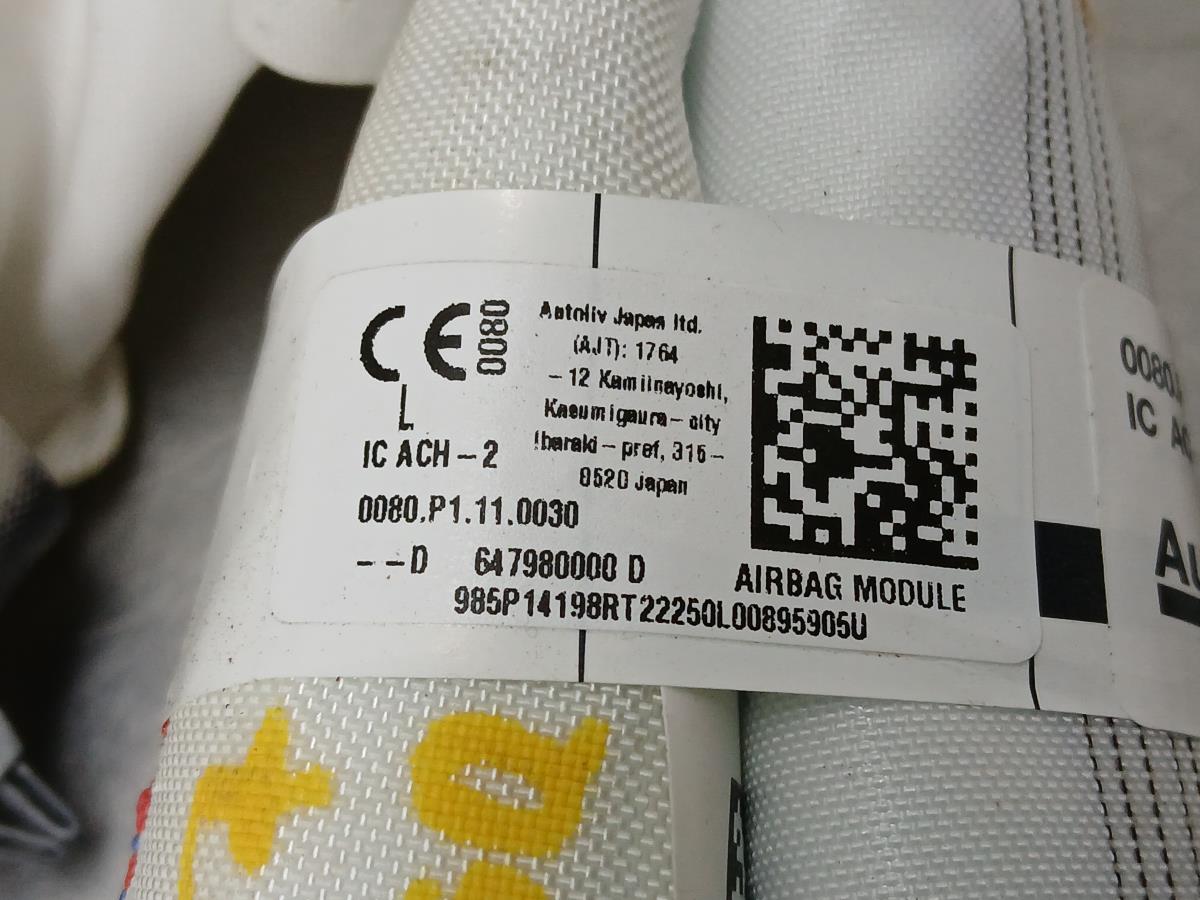 CE 0080
L
IC ACH-2
0080.P1.11.0030
Autoliv Japan ltd.
(AJT): 1764
-12 Kamiinayoshi,
Kasumigaura-city
Ibaraki-pref, 315-
8520 Japan
--D 647980000 D
AIRBAG MODULE
985P14198RT22250L00895905U
0080.
IC AC
Au